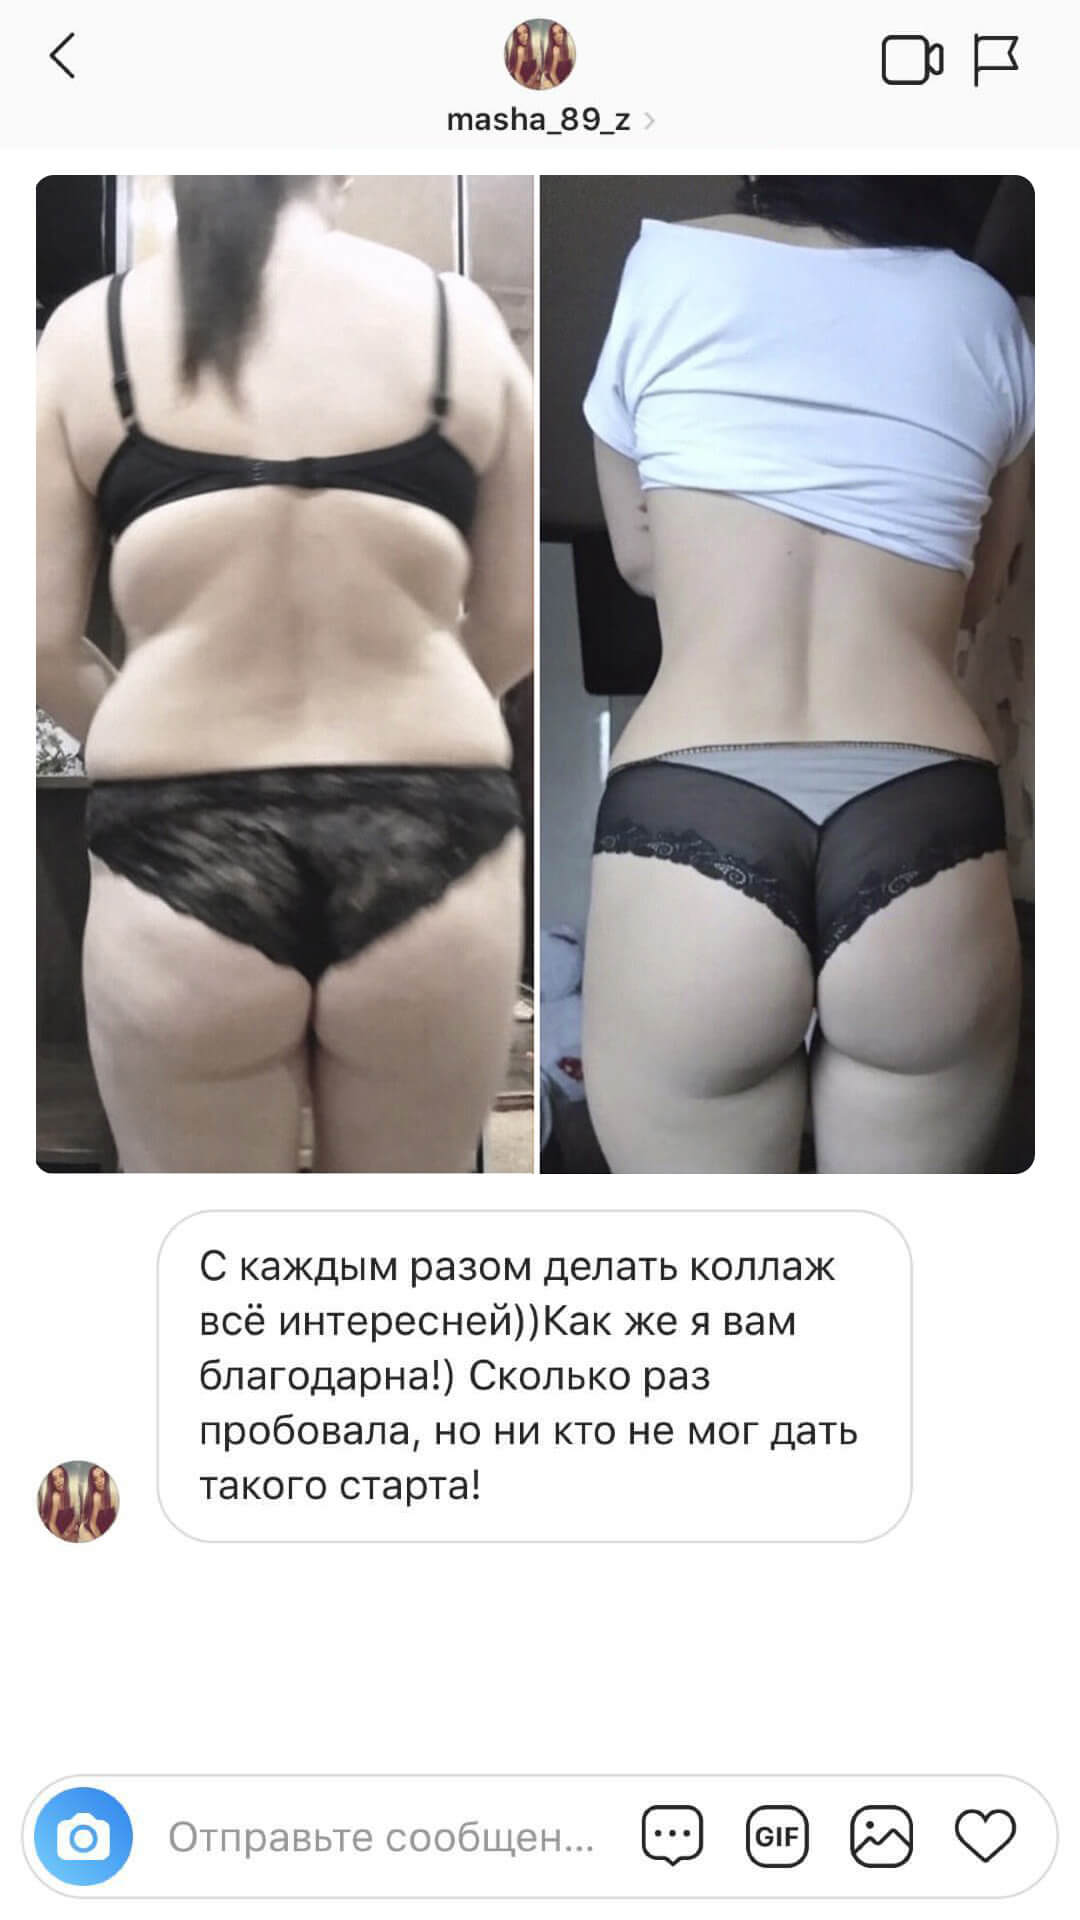 masha_89_z
С каждым разом делать коллаж
всё интересней))Как же я вам
благодарна!) Сколько раз
пробовала, но ни кто не мог дать
такого старта!
Отправьте сообщен...
GIF